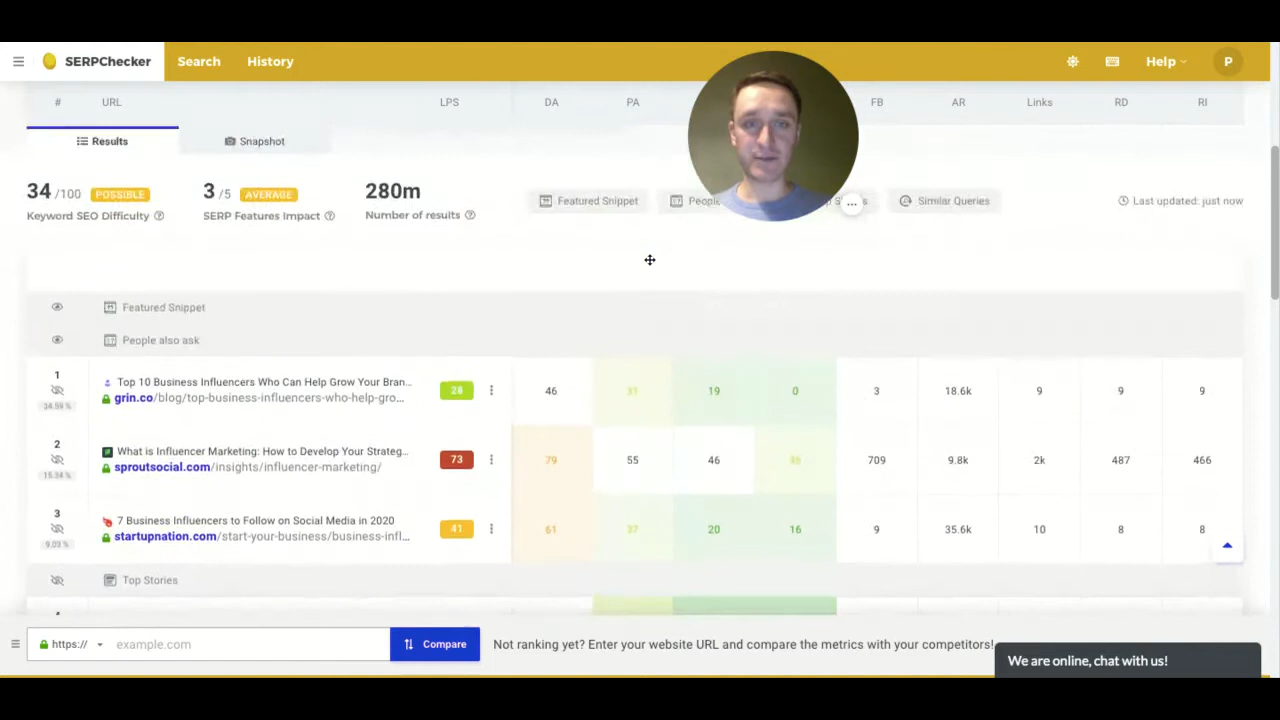 SERPChecker Search History Help P
# URL LPS DA PA FB AR Links RD RI
Results Snapshot
34 /100 POSSIBLE 3 /5 AVERAGE 280m
Keyword SEO Difficulty SERP Features Impact Number of results
Featured Snippet Similar Queries Last updated: just now
Featured Snippet
People also ask
1 Top 10 Business Influencers Who Can Help Grow Your Bran...
grin.co/blog/top-business-influencers-who-help-gro...
34.59 % 28 46 31 19 0 3 18.6k 9 9 9
2 What is Influencer Marketing: How to Develop Your Strateg...
sproutsocial.com/insights/influencer-marketing/
15.34 % 73 79 55 46 709 9.8k 2k 487 466
3 7 Business Influencers to Follow on Social Media in 2020
startupnation.com/start-your-business/business-infl...
9.03 % 41 61 37 20 16 9 35.6k 10 8 8
Top Stories
https:// example.com Compare Not ranking yet? Enter your website URL and compare the metrics with your competitors!
We are online, chat with us!